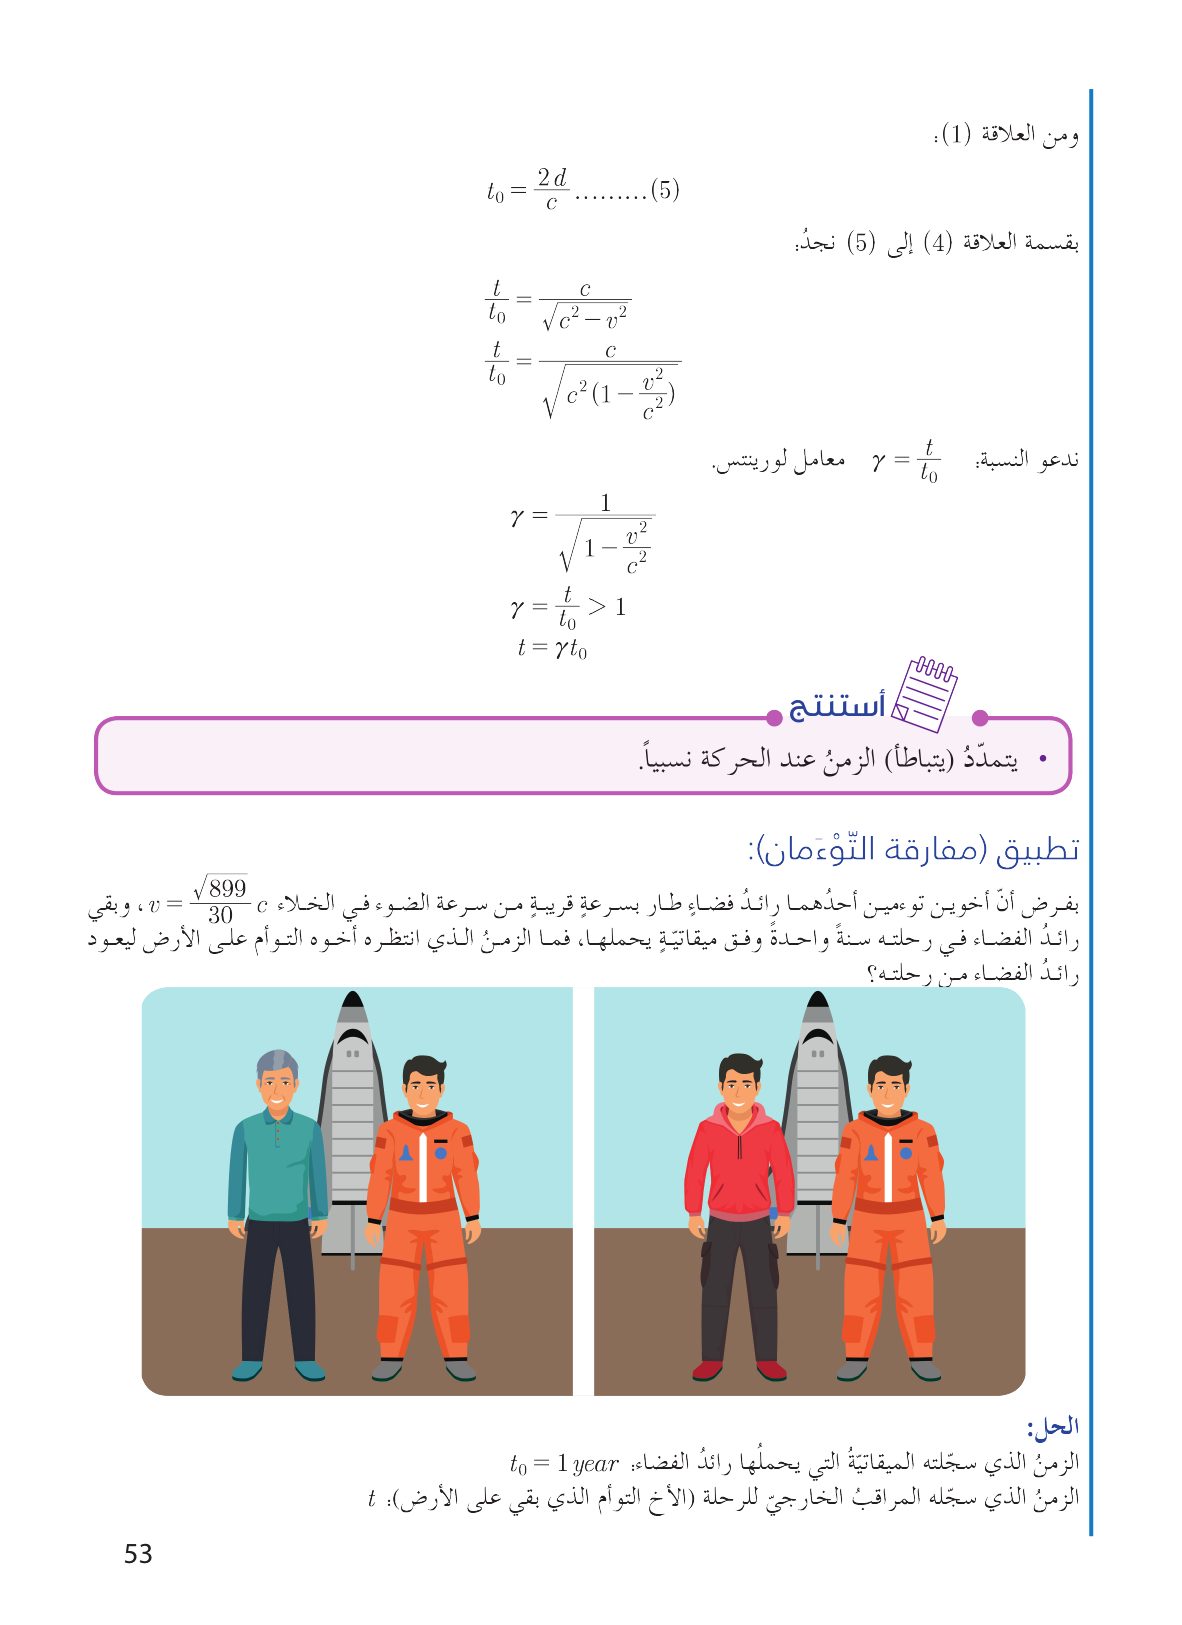 ومن العلاقة (1):
t₀ = 2d/c .........(5)
بقسمة العلاقة (4) إلى (5) نجدُ:
t/t₀ = c/√(c² − v²)
t/t₀ = c/√(c²(1 − v²/c²))
ندعو النسبة: γ = t/t₀ معامل لورينتس.
γ = 1/√(1 − v²/c²)
γ = t/t₀ > 1
t = γt₀
أستنتج
• يتمدّدُ (يتباطأ) الزمنُ عند الحركة نسبياً.
تطبيق (مفارقة التّوْءَمان):
بفرض أنّ أخوين توءمين أحدُهما رائدُ فضاءٍ طار بسرعةٍ قريبةٍ من سرعة الضوء في الخلاء v = √899/30 c ، وبقي
رائدُ الفضاء في رحلته سنةً واحدةً وفق ميقاتيّةٍ يحملها، فما الزمنُ الذي انتظره أخوه التوأم على الأرض ليعود
رائدُ الفضاء من رحلته؟
الحل:
الزمنُ الذي سجّلته الميقاتيّةُ التي يحملُها رائدُ الفضاء: t₀ = 1 year
الزمنُ الذي سجّله المراقبُ الخارجيّ للرحلة (الأخ التوأم الذي بقي على الأرض): t
53